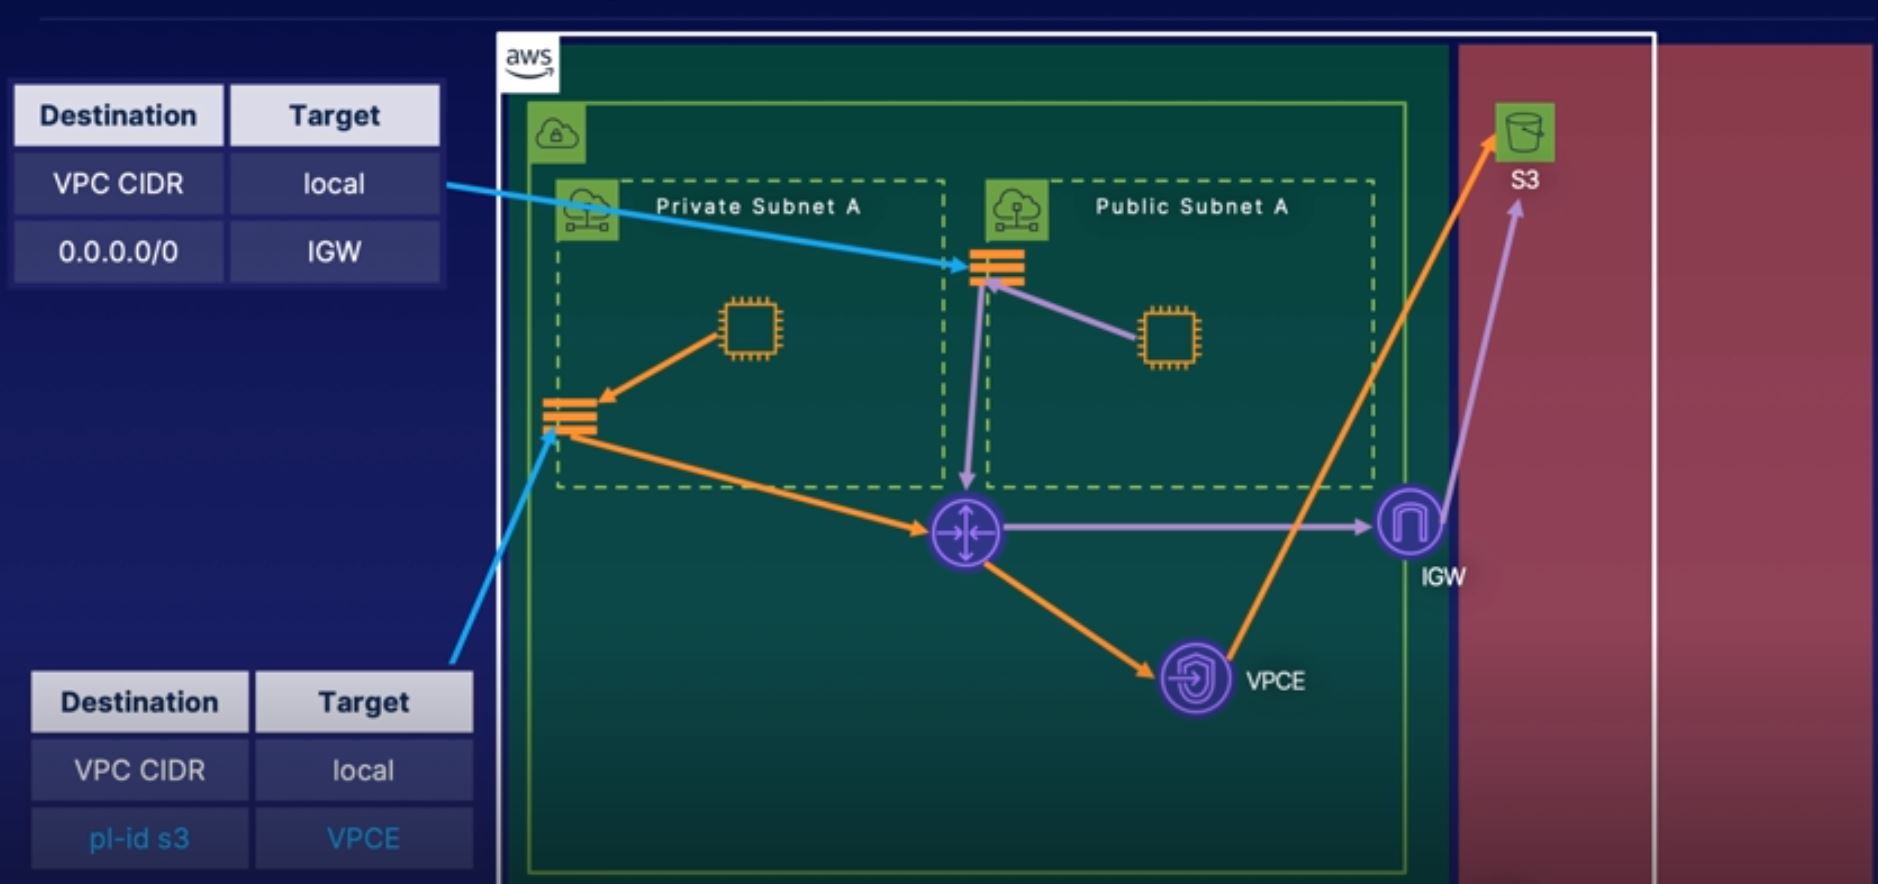 aws
Destination Target
VPC CIDR local
0.0.0.0/0 IGW
Private Subnet A
Public Subnet A
S3
IGW
VPCE
Destination Target
VPC CIDR local
pl-id s3 VPCE